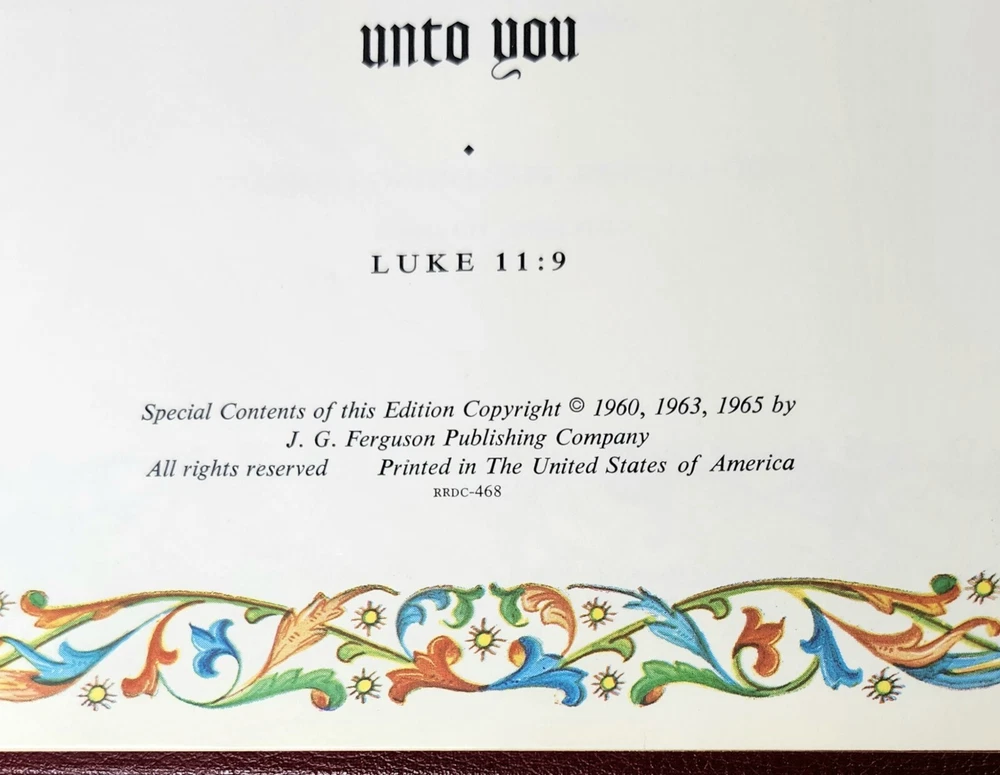 unto you
LUKE 11:9
Special Contents of this Edition Copyright © 1960, 1963, 1965 by
J. G. Ferguson Publishing Company
All rights reserved Printed in The United States of America
RRDC-468